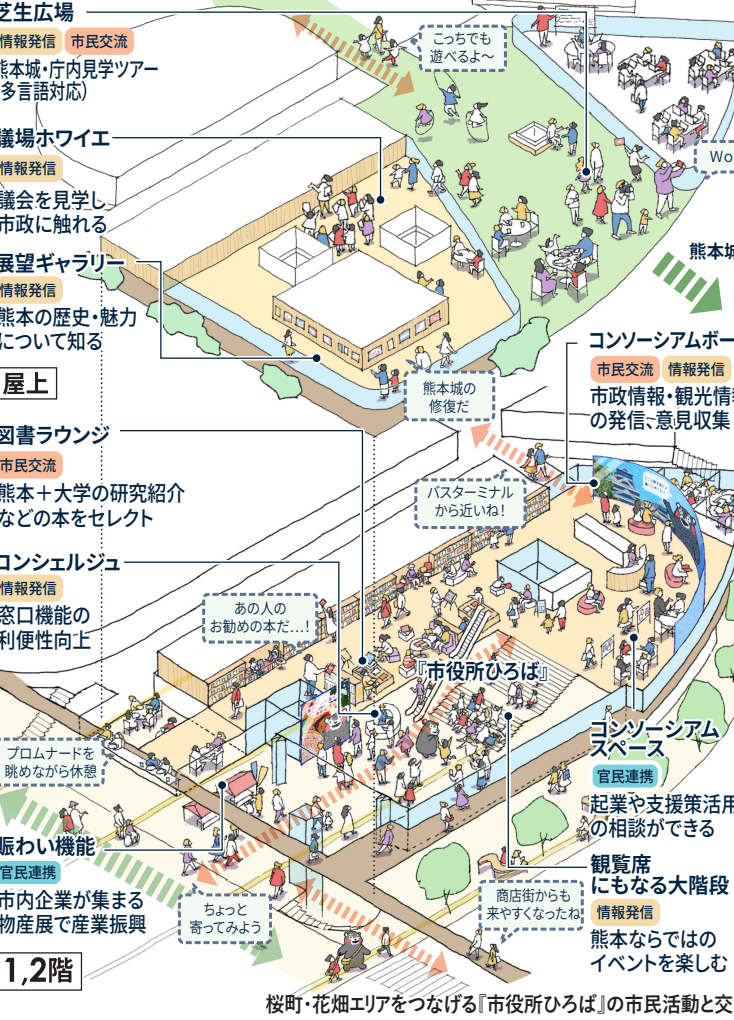 芝生広場
情報発信 市民交流
熊本城・庁内見学ツアー
多言語対応）
こっちでも
遊べるよ〜
議場ホワイエ
情報発信
議会を見学し
市政に触れる
Wo
展望ギャラリー
情報発信
熊本の歴史・魅力
について知る
熊本城
屋上
熊本城の
修復だ
コンソーシアムボー
市民交流 情報発信
市政情報・観光情報
の発信、意見収集
図書ラウンジ
市民交流
熊本＋大学の研究紹介
などの本をセレクト
バスターミナル
から近いね！
コンシェルジュ
情報発信
窓口機能の
利便性向上
あの人の
お勧めの本だ…！
『市役所ひろば』
コンソーシアム
スペース
官民連携
起業や支援策活用
の相談ができる
プロムナードを
眺めながら休憩
賑わい機能
官民連携
市内企業が集まる
物産展で産業振興
ちょっと
寄ってみよう
商店街からも
来やすくなったね
観覧席
にもなる大階段
情報発信
熊本ならではの
イベントを楽しむ
1,2階
桜町・花畑エリアをつなげる『市役所ひろば』の市民活動と交